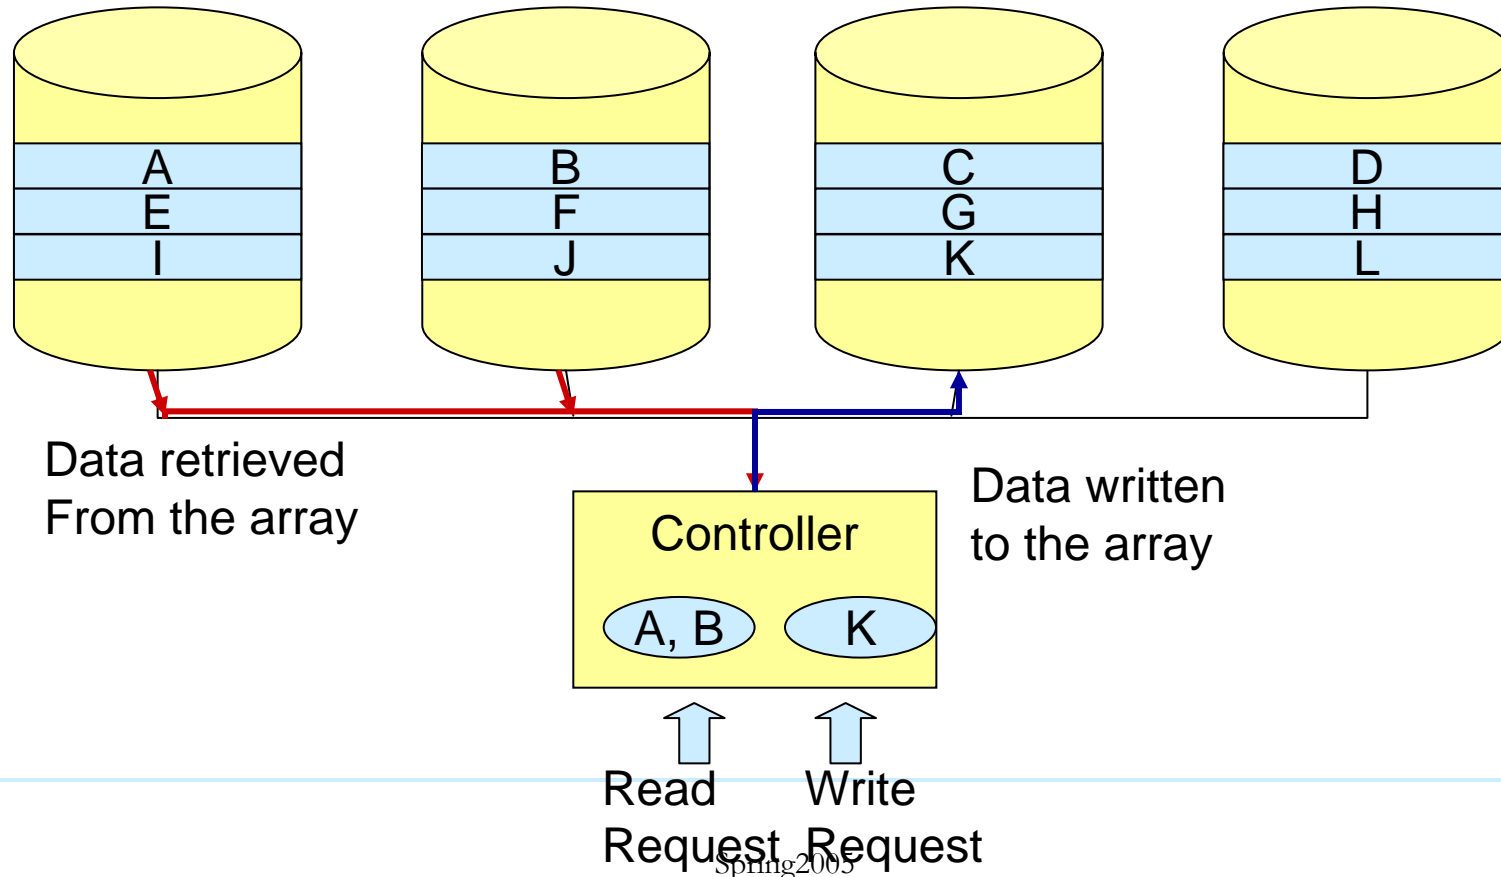 A
B
C
D
E
F
G
H
I
J
K
L
Data retrieved
From the array
Data written
to the array
Controller
A, B
K
Read
Request
Write
Request
Spring2005